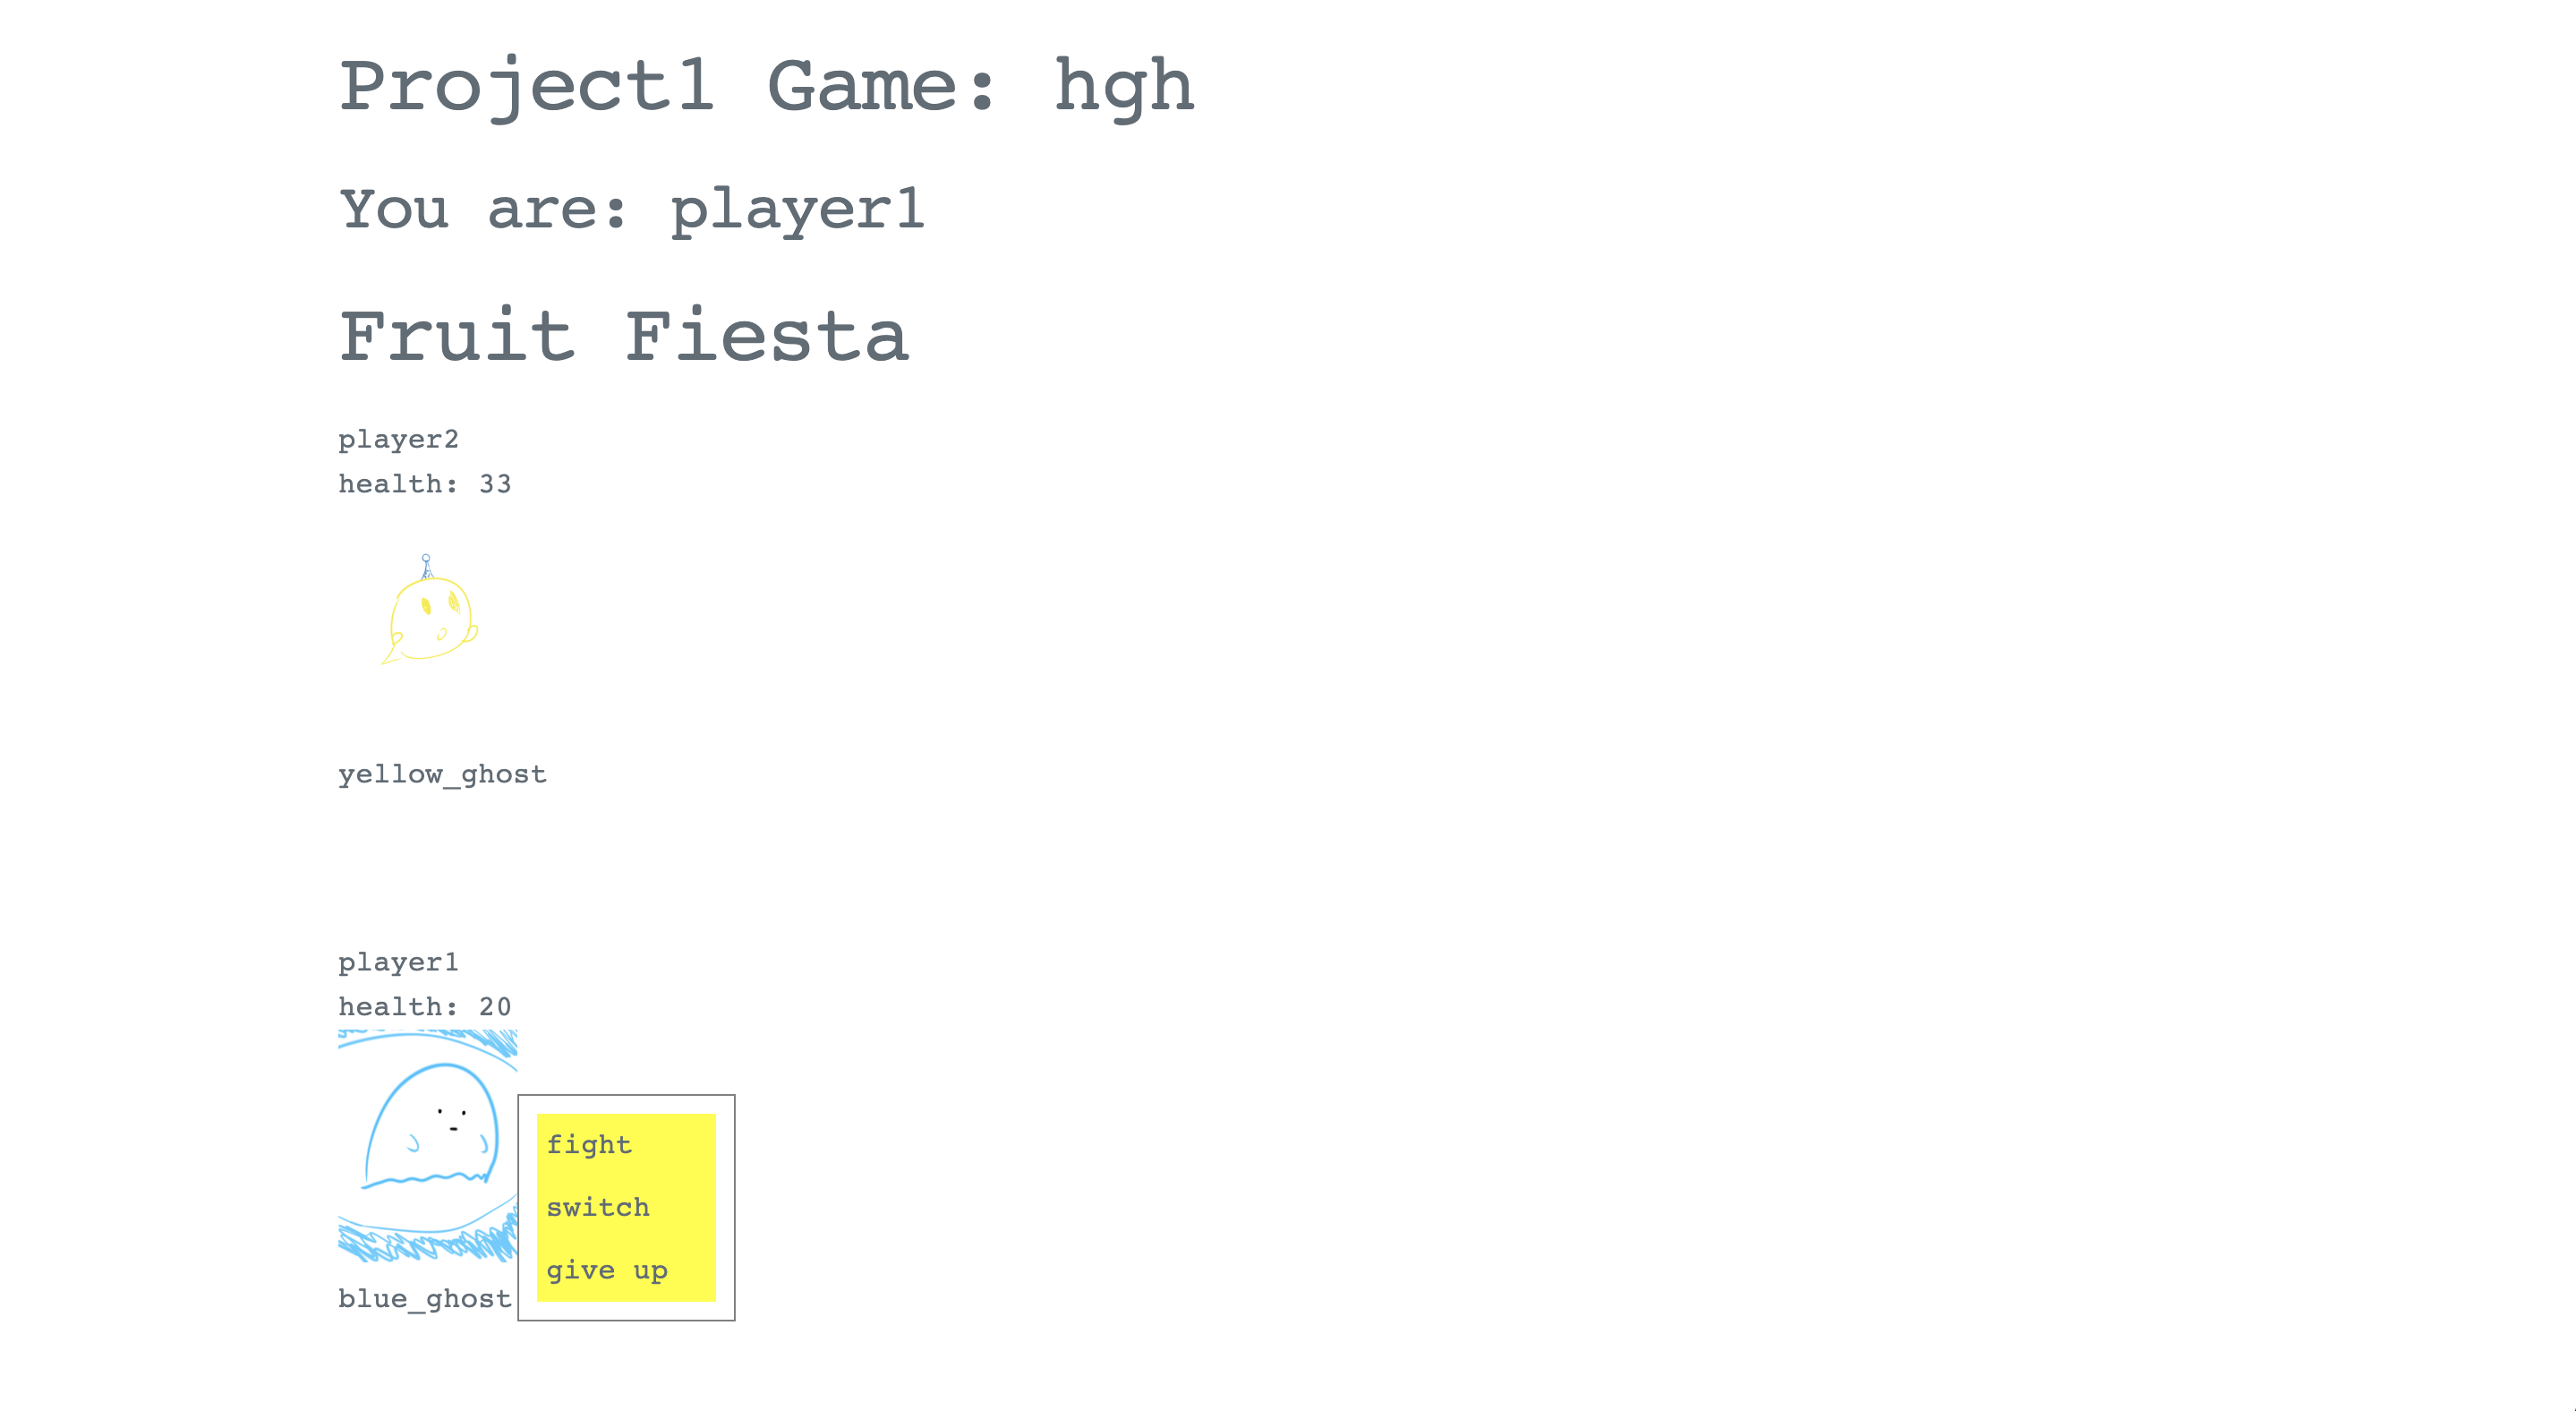 Project1 Game: hgh
You are: player1
Fruit Fiesta
player2
health: 33
yellow_ghost
player1
health: 20
fight
switch
give up
blue_ghost